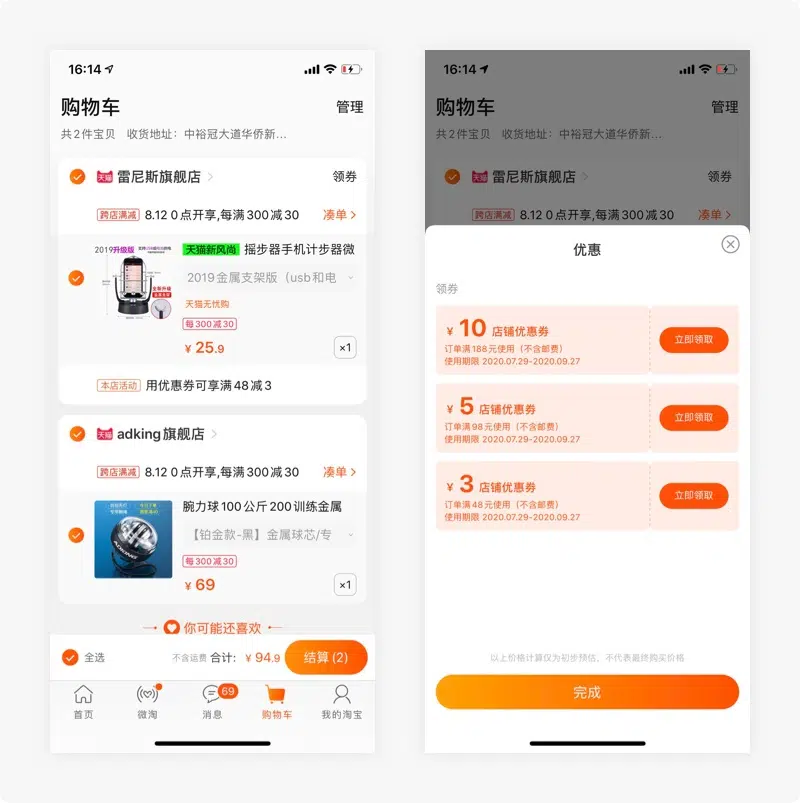 16:14
购物车
管理
共2件宝贝 收货地址：中裕冠大道华侨新...
天猫 雷尼斯旗舰店
领券
跨店满减 8.12 0点开享,每满300减30 凑单
2019升级版
天猫新风尚 摇步器手机计步器微
2019金属支架版（usb和电
天猫无忧购
每300减30
¥ 25.9
×1
本店活动 用优惠券可享满48减3
天猫 adking旗舰店
跨店满减 8.12 0点开享,每满300减30 凑单
腕力球100公斤200训练金属
【铂金款-黑】金属球芯/专
每300减30
¥ 69
×1
你可能还喜欢
全选
不含运费 合计: ¥ 94.9
结算(2)
首页
微淘
69
消息
购物车
我的淘宝
16:14
购物车
管理
共2件宝贝 收货地址：中裕冠大道华侨新...
天猫 雷尼斯旗舰店
领券
跨店满减 8.12 0点开享,每满300减30 凑单
优惠
领券
¥ 10 店铺优惠券
订单满188元使用（不含邮费）
使用期限 2020.07.29-2020.09.27
立即领取
¥ 5 店铺优惠券
订单满98元使用（不含邮费）
使用期限 2020.07.29-2020.09.27
立即领取
¥ 3 店铺优惠券
订单满48元使用（不含邮费）
使用期限 2020.07.29-2020.09.27
立即领取
以上价格计算仅为初步预估，不代表最终购买价格
完成